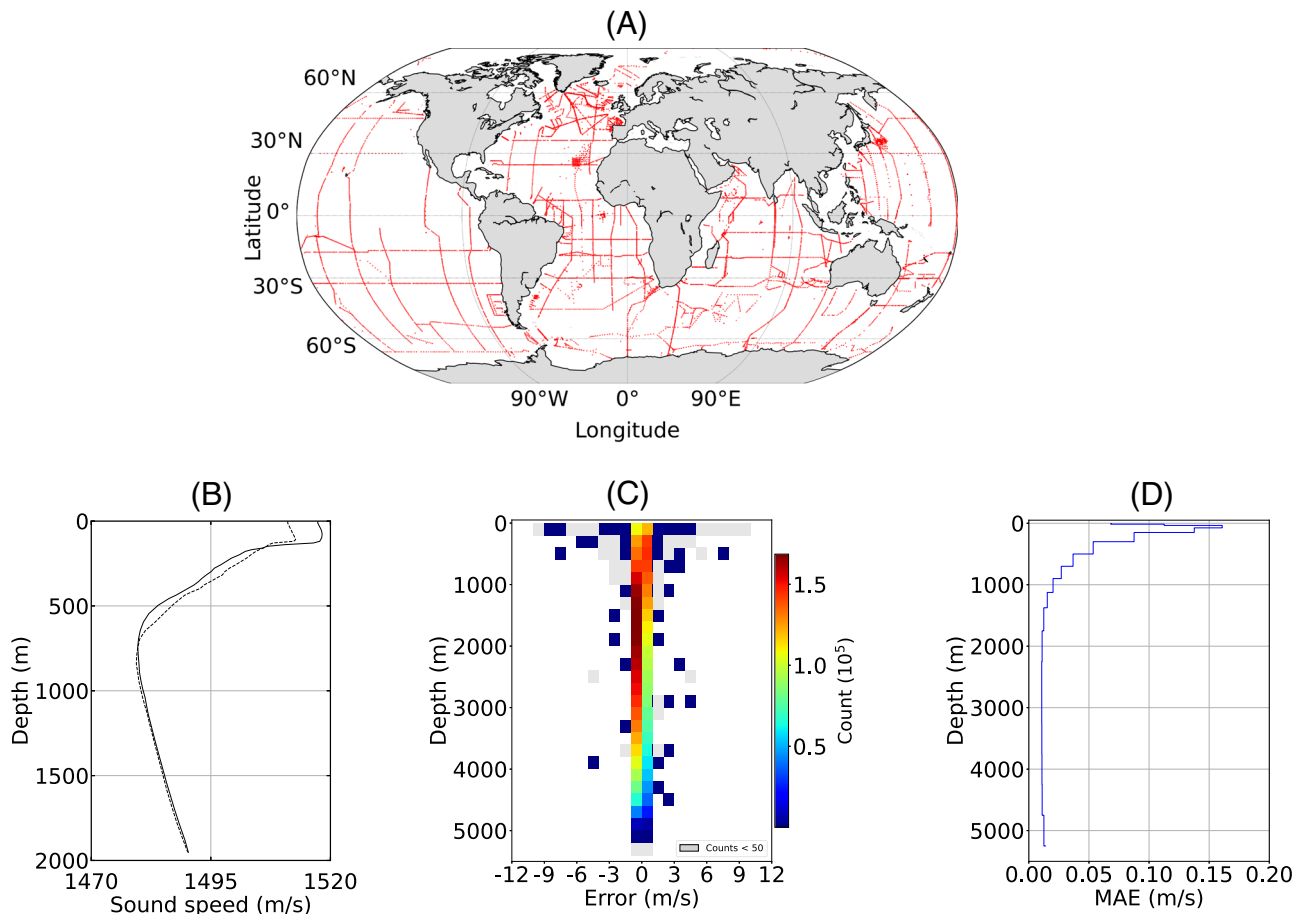 (A)
60°N
30°N
0°
30°S
60°S
Latitude
90°W 0° 90°E
Longitude
(B)
0
500
1000
1500
2000
Depth (m)
1470 1495 1520
Sound speed (m/s)
(C)
0
1000
2000
3000
4000
5000
Depth (m)
Counts < 50
-12 -9 -6 -3 0 3 6 9 12
Error (m/s)
1.5
1.0
0.5
Count (10⁵)
(D)
0
1000
2000
3000
4000
5000
Depth (m)
0.00 0.05 0.10 0.15 0.20
MAE (m/s)